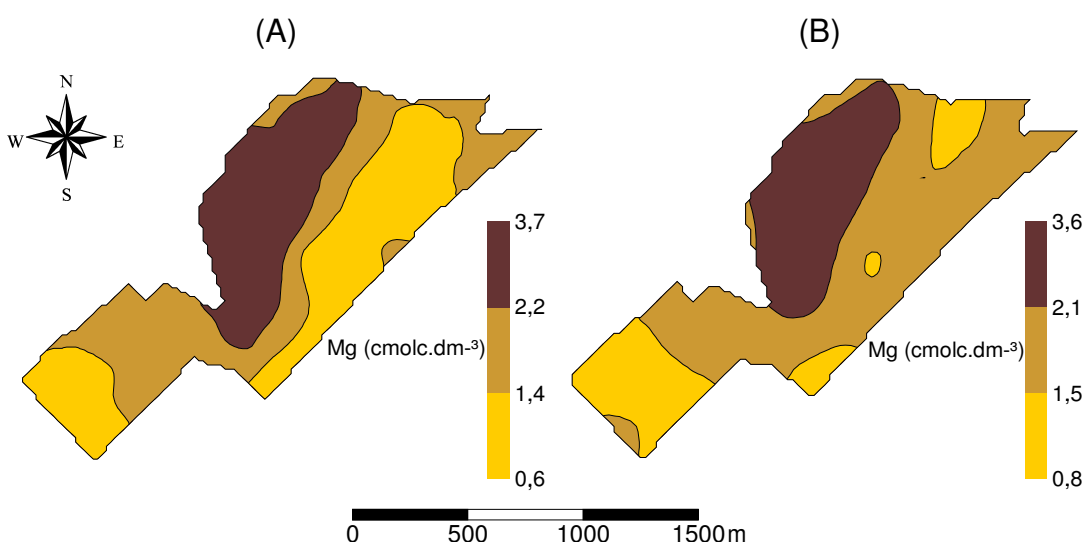 (A) (B)
N
W E
S
3,7 3,6
2,2 2,1
Mg (cmolc.dm-³) Mg (cmolc.dm-³)
1,4 1,5
0,6 0,8
0 500 1000 1500 m